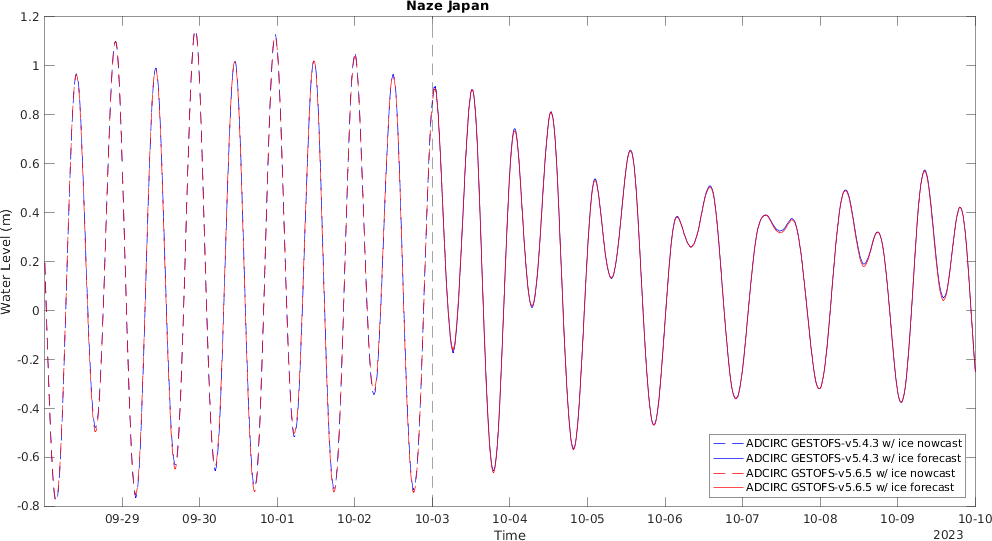 Naze Japan
1.2
1
0.8
0.6
0.4
0.2
0
-0.2
-0.4
-0.6
-0.8
Water Level (m)
09-29 09-30 10-01 10-02 10-03 10-04 10-05 10-06 10-07 10-08 10-09 10-10
Time
2023
ADCIRC GESTOFS-v5.4.3 w/ ice nowcast
ADCIRC GESTOFS-v5.4.3 w/ ice forecast
ADCIRC GSTOFS-v5.6.5 w/ ice nowcast
ADCIRC GSTOFS-v5.6.5 w/ ice forecast